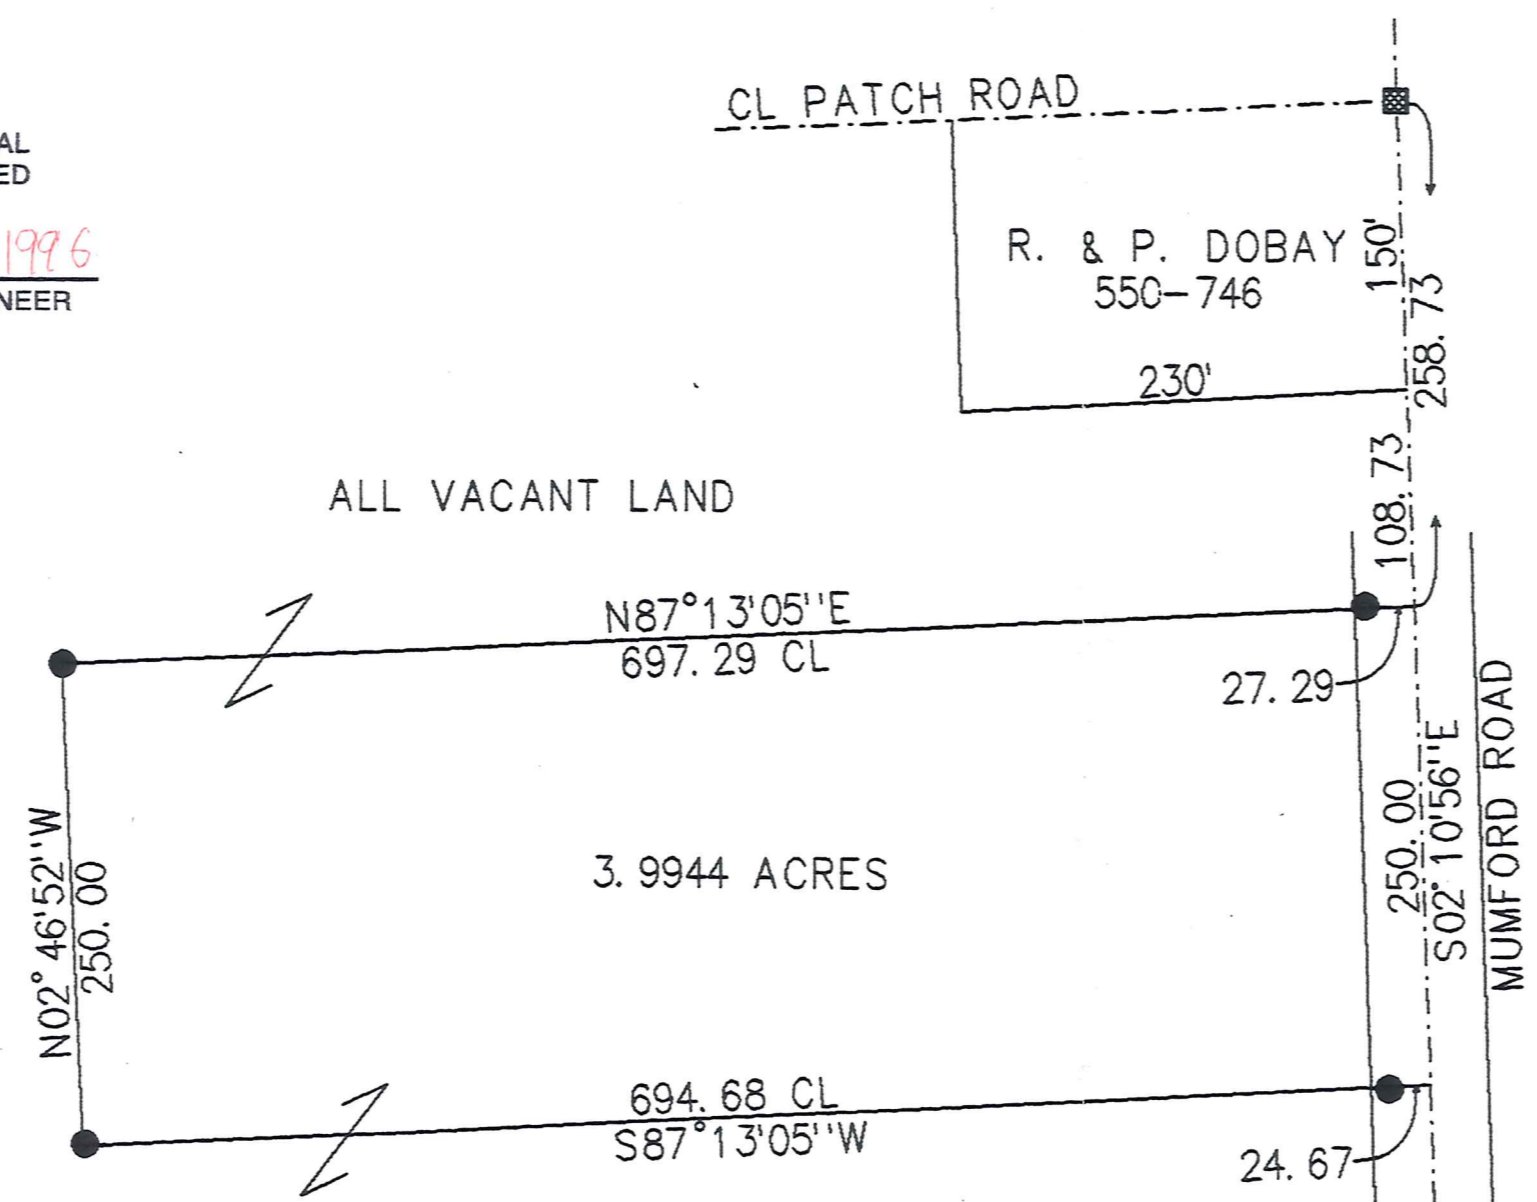 CL PATCH ROAD
AL
ED
1996
NEER
R. & P. DOBAY
550-746
150'
258.73
230'
108.73
ALL VACANT LAND
N87°13'05"E
697.29 CL
27.29
N02°46'52"W
250.00
3.9944 ACRES
250.00
S02°10'56"E
MUMFORD ROAD
694.68 CL
S87°13'05"W
24.67